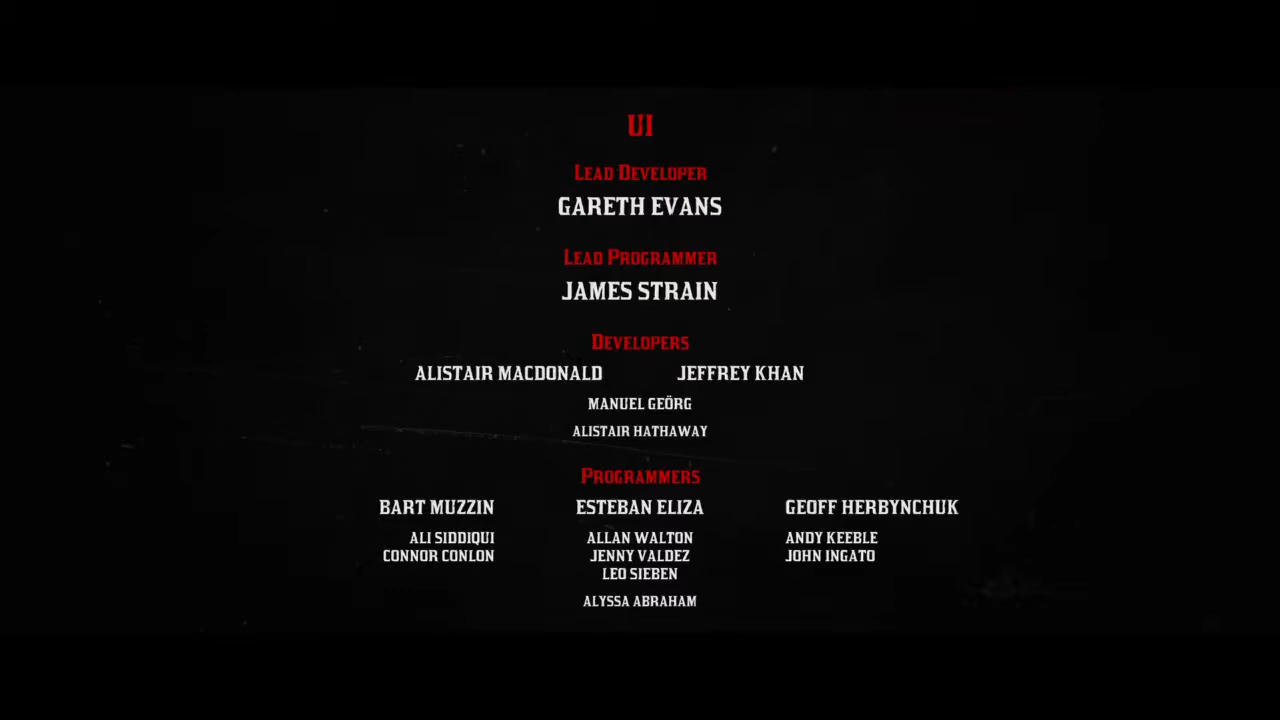 UI
LEAD DEVELOPER
GARETH EVANS
LEAD PROGRAMMER
JAMES STRAIN
DEVELOPERS
ALISTAIR MACDONALD JEFFREY KHAN
MANUEL GEÖRG
ALISTAIR HATHAWAY
PROGRAMMERS
BART MUZZIN ESTEBAN ELIZA GEOFF HERBYNCHUK
ALI SIDDIQUI ALLAN WALTON ANDY KEEBLE
CONNOR CONLON JENNY VALDEZ JOHN INGATO
LEO SIEBEN
ALYSSA ABRAHAM